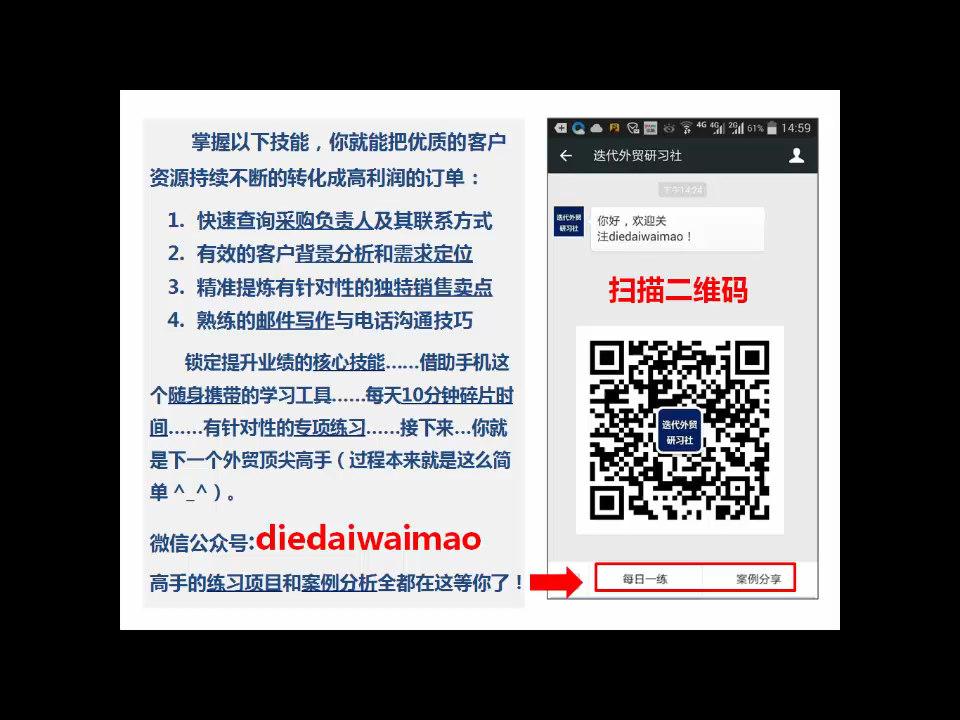 掌握以下技能，你就能把优质的客户
资源持续不断的转化成高利润的订单：
1. 快速查询采购负责人及其联系方式
2. 有效的客户背景分析和需求定位
3. 精准提炼有针对性的独特销售卖点
4. 熟练的邮件写作与电话沟通技巧
锁定提升业绩的核心技能……借助手机这
个随身携带的学习工具……每天10分钟碎片时
间……有针对性的专项练习……接下来…你就
是下一个外贸顶尖高手（过程本来就是这么简
单 ^_^）。
微信公众号:diedaiwaimao
高手的练习项目和案例分析全都在这等你了！
4G 4G 2G 61% 14:59
迭代外贸研习社
下午14:24
迭代外贸
研习社
你好，欢迎关
注diedaiwaimao！
扫描二维码
迭代外贸
研习社
每日一练 案例分享